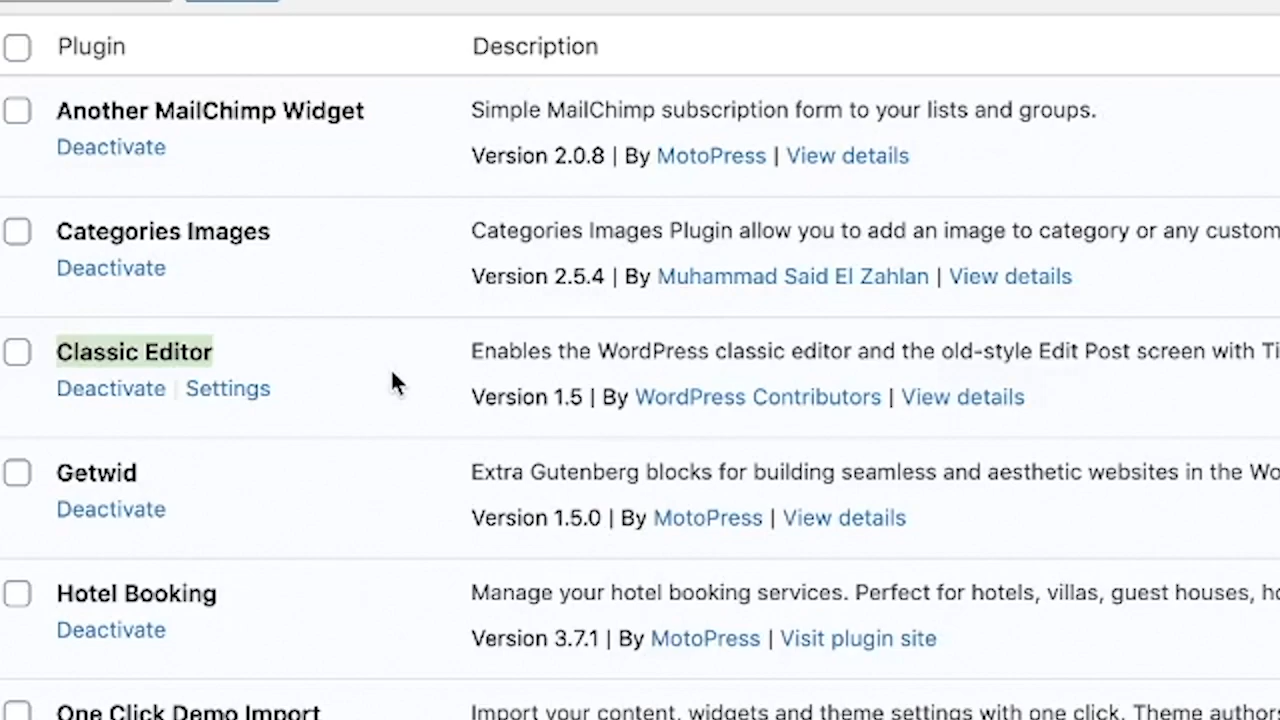 Plugin Description
Another MailChimp Widget Simple MailChimp subscription form to your lists and groups.
Deactivate
Version 2.0.8 | By MotoPress | View details
Categories Images Categories Images Plugin allow you to add an image to category or any custom
Deactivate
Version 2.5.4 | By Muhammad Said El Zahlan | View details
Classic Editor Enables the WordPress classic editor and the old-style Edit Post screen with Ti
Deactivate | Settings
Version 1.5 | By WordPress Contributors | View details
Getwid Extra Gutenberg blocks for building seamless and aesthetic websites in the Wo
Deactivate
Version 1.5.0 | By MotoPress | View details
Hotel Booking Manage your hotel booking services. Perfect for hotels, villas, guest houses, ho
Deactivate
Version 3.7.1 | By MotoPress | Visit plugin site
One Click Demo Import Import your content, widgets and theme settings with one click. Theme author